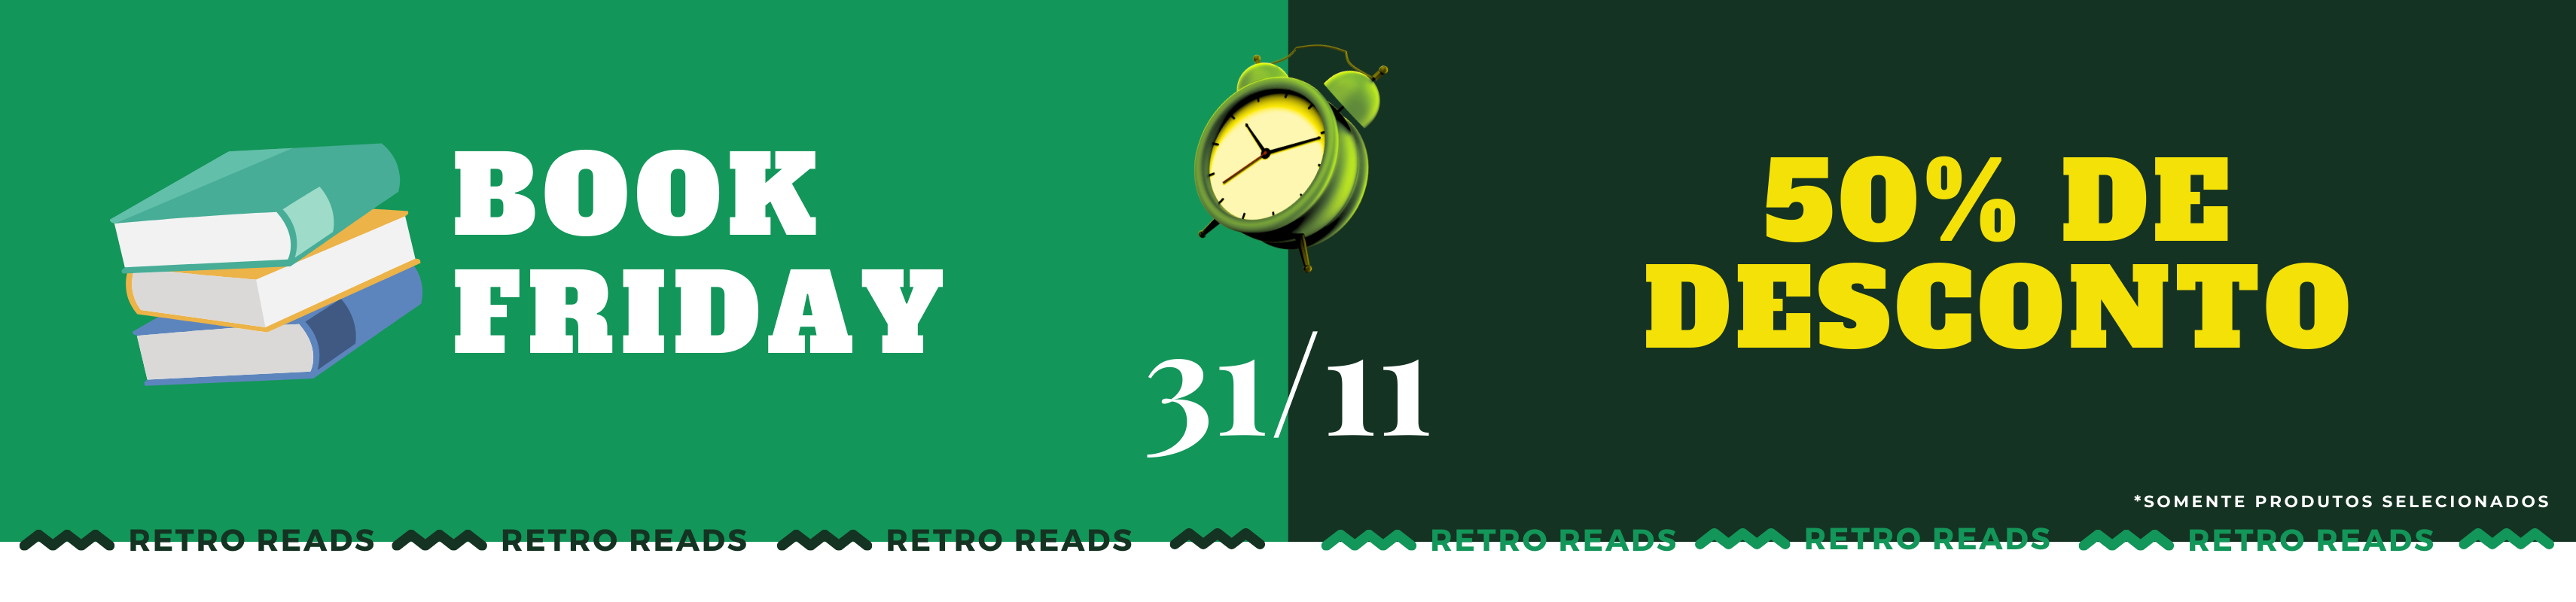 BOOK
FRIDAY
31/11
50% DE
DESCONTO
*SOMENTE PRODUTOS SELECIONADOS
RETRO READS RETRO READS RETRO READS RETRO READS RETRO READS RETRO READS